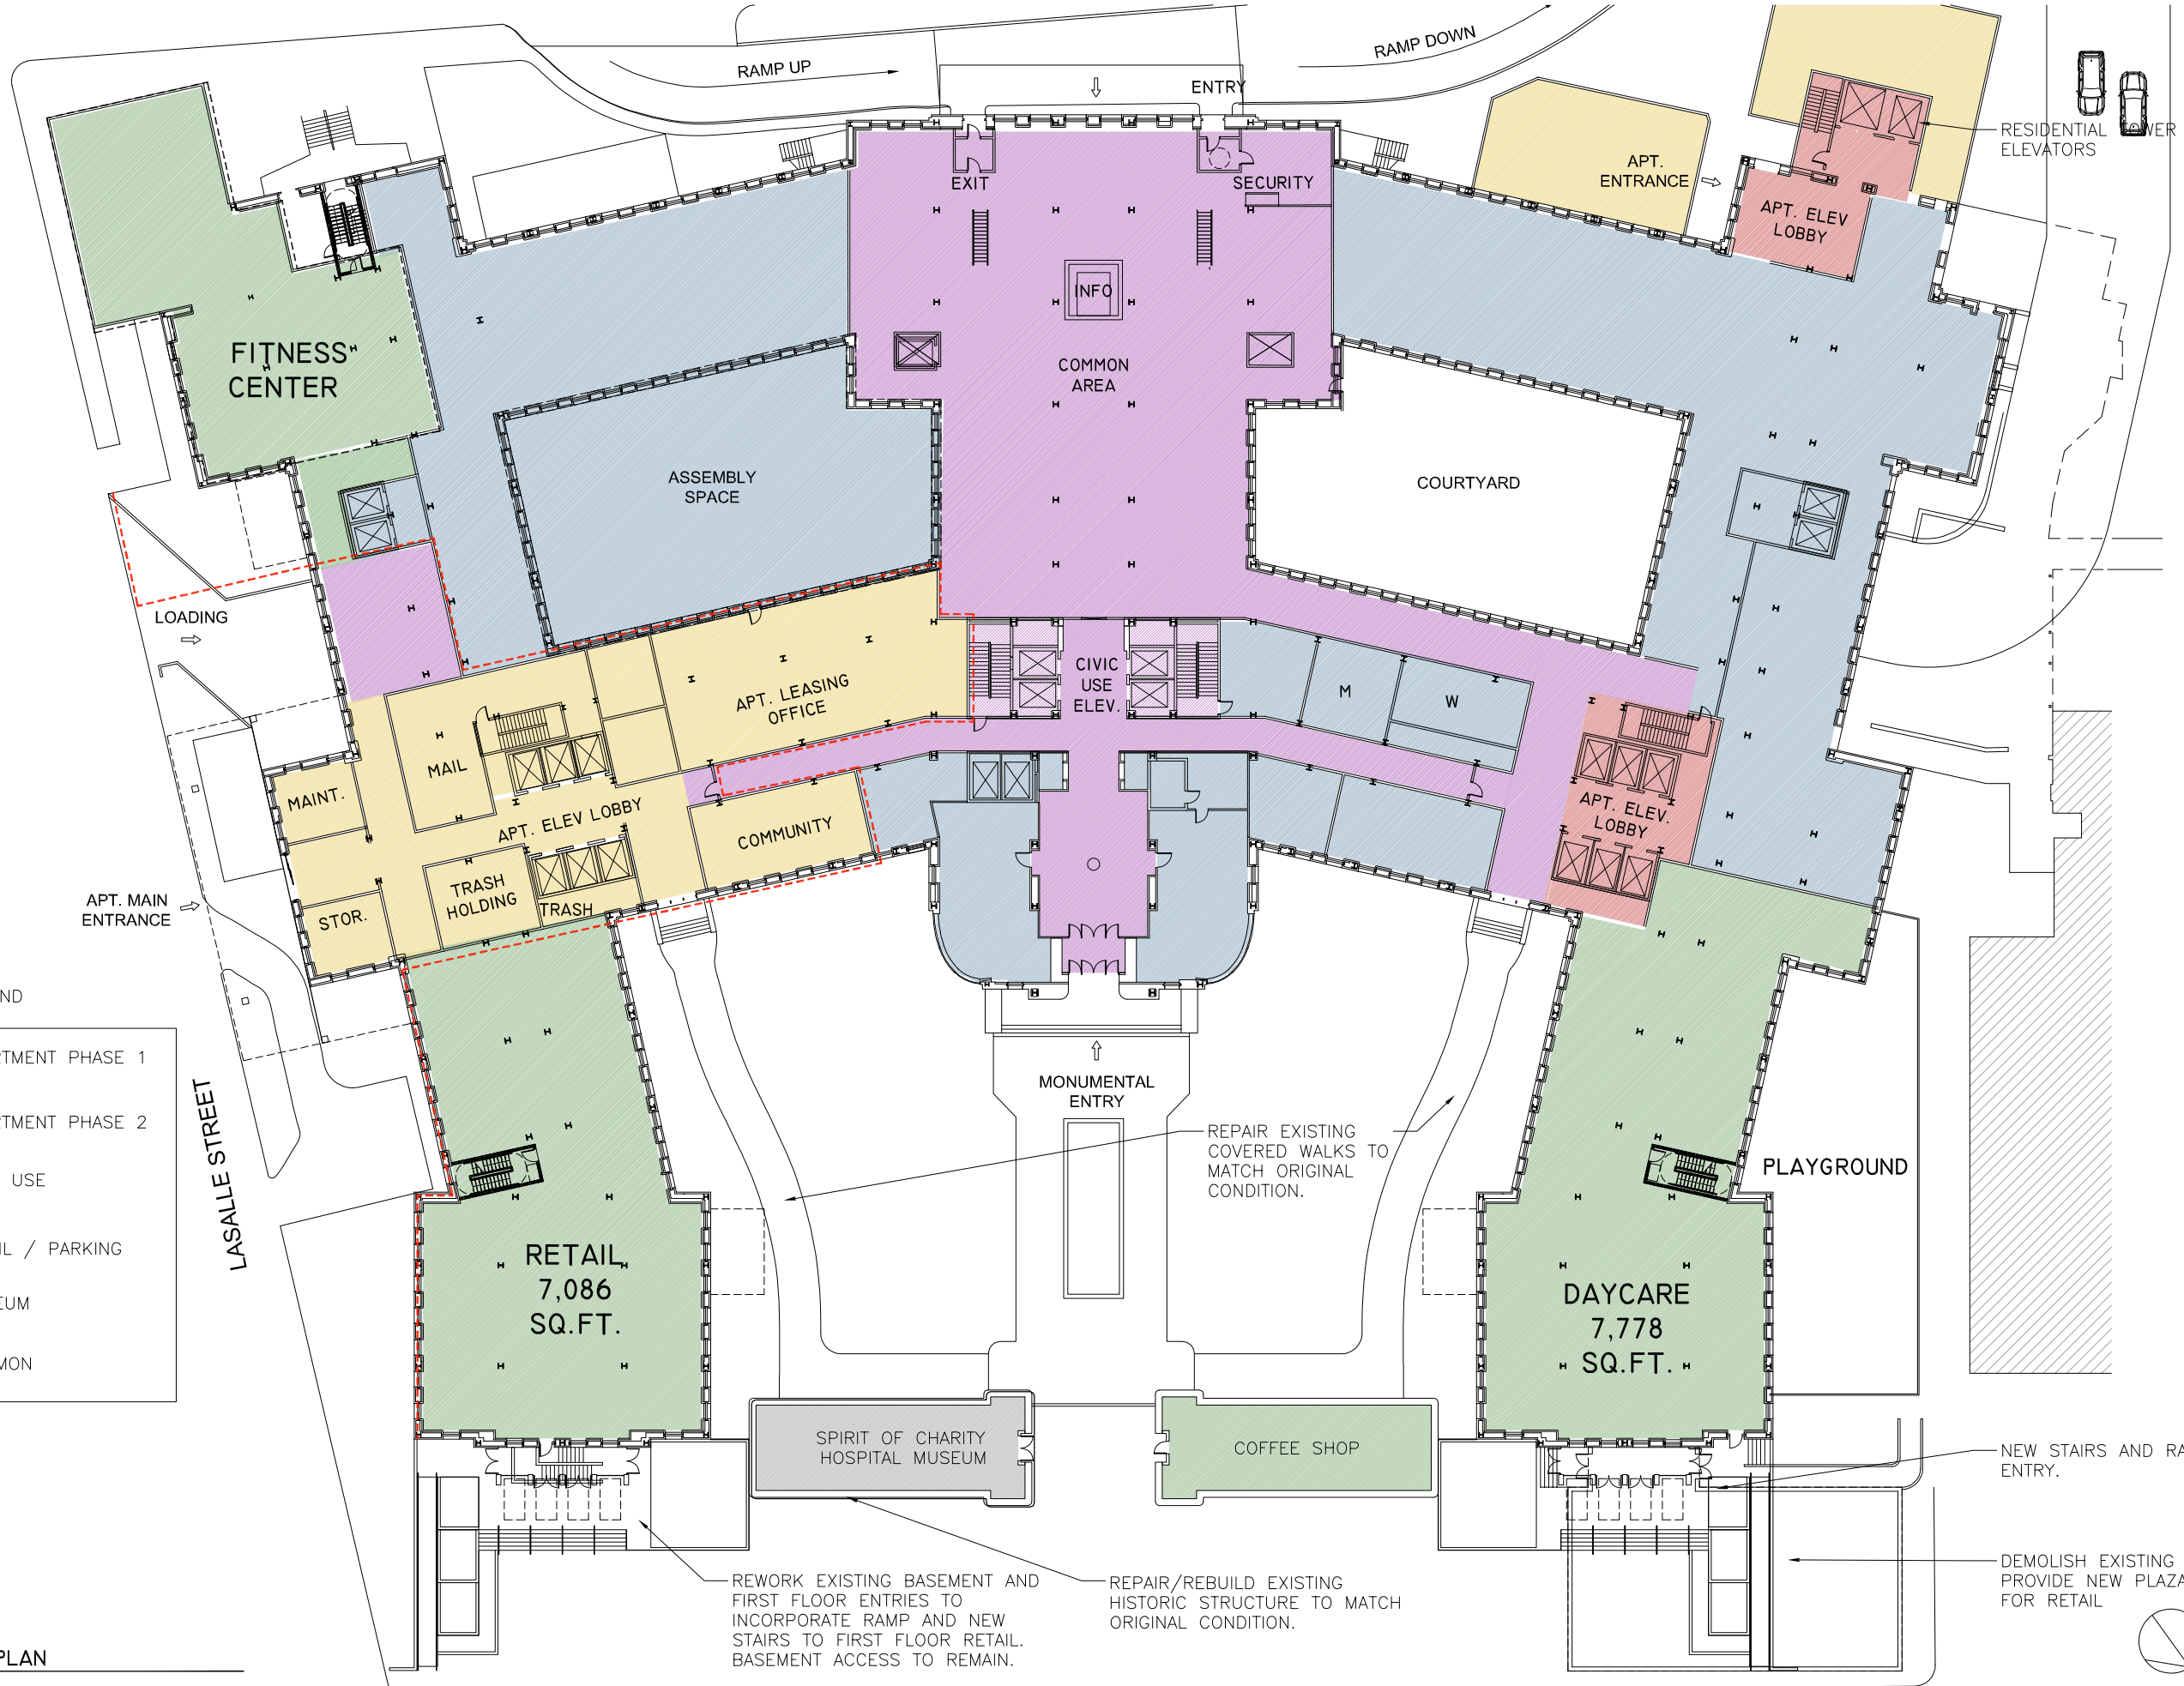 RAMP UP
RAMP DOWN
ENTRY
EXIT
SECURITY
APT.
ENTRANCE
RESIDENTIAL TOWER
ELEVATORS
APT. ELEV
LOBBY
INFO
FITNESS
CENTER
COMMON
AREA
ASSEMBLY
SPACE
COURTYARD
LOADING
CIVIC
USE
ELEV.
APT. LEASING
OFFICE
M
W
MAIL
MAINT.
APT. ELEV LOBBY
COMMUNITY
APT. ELEV.
LOBBY
TRASH
HOLDING
TRASH
STOR.
APT. MAIN
ENTRANCE
ND
RTMENT PHASE 1
RTMENT PHASE 2
USE
IL / PARKING
EUM
MON
LASALLE STREET
MONUMENTAL
ENTRY
REPAIR EXISTING
COVERED WALKS TO
MATCH ORIGINAL
CONDITION.
PLAYGROUND
RETAIL
7,086
SQ.FT.
DAYCARE
7,778
SQ.FT.
SPIRIT OF CHARITY
HOSPITAL MUSEUM
COFFEE SHOP
NEW STAIRS AND RA
ENTRY.
REWORK EXISTING BASEMENT AND
FIRST FLOOR ENTRIES TO
INCORPORATE RAMP AND NEW
STAIRS TO FIRST FLOOR RETAIL.
BASEMENT ACCESS TO REMAIN.
REPAIR/REBUILD EXISTING
HISTORIC STRUCTURE TO MATCH
ORIGINAL CONDITION.
DEMOLISH EXISTING
PROVIDE NEW PLAZA
FOR RETAIL
PLAN